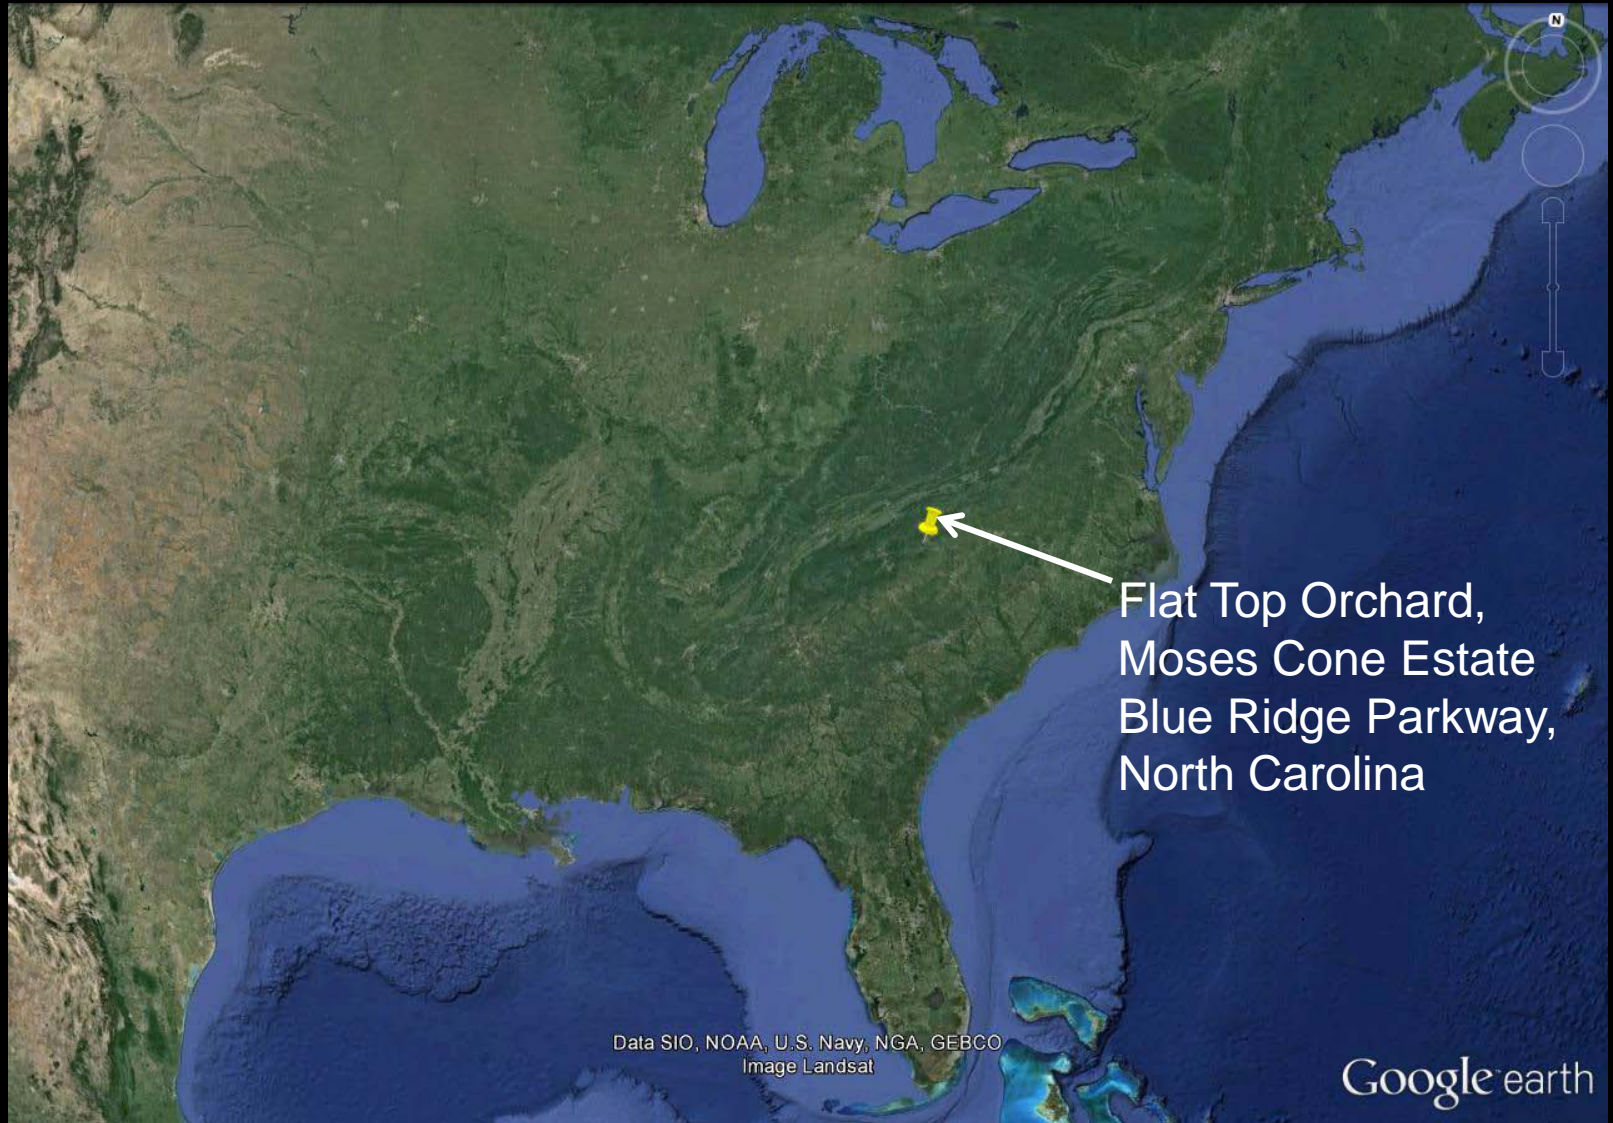 N
Flat Top Orchard,
Moses Cone Estate
Blue Ridge Parkway,
North Carolina
Data SIO, NOAA, U.S. Navy, NGA, GEBCO
Image Landsat
Google earth